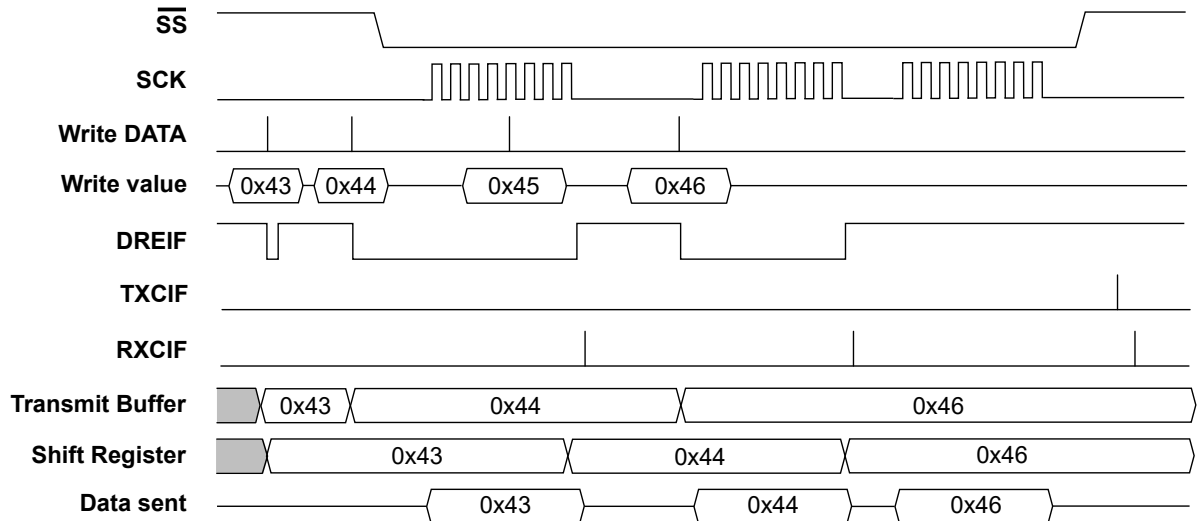 SS
SCK
Write DATA
Write value 0x43 0x44 0x45 0x46
DREIF
TXCIF
RXCIF
Transmit Buffer 0x43 0x44 0x46
Shift Register 0x43 0x44 0x46
Data sent 0x43 0x44 0x46